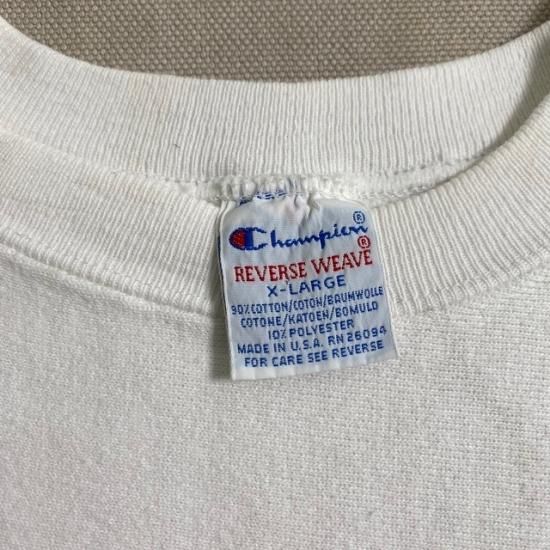 Champion®
REVERSE WEAVE®
X-LARGE
90% COTTON/COTON/BAUMWOLLE
COTONE/KATOEN/BOMULD
10% POLYESTER
MADE IN U.S.A. RN 26094
FOR CARE SEE REVERSE